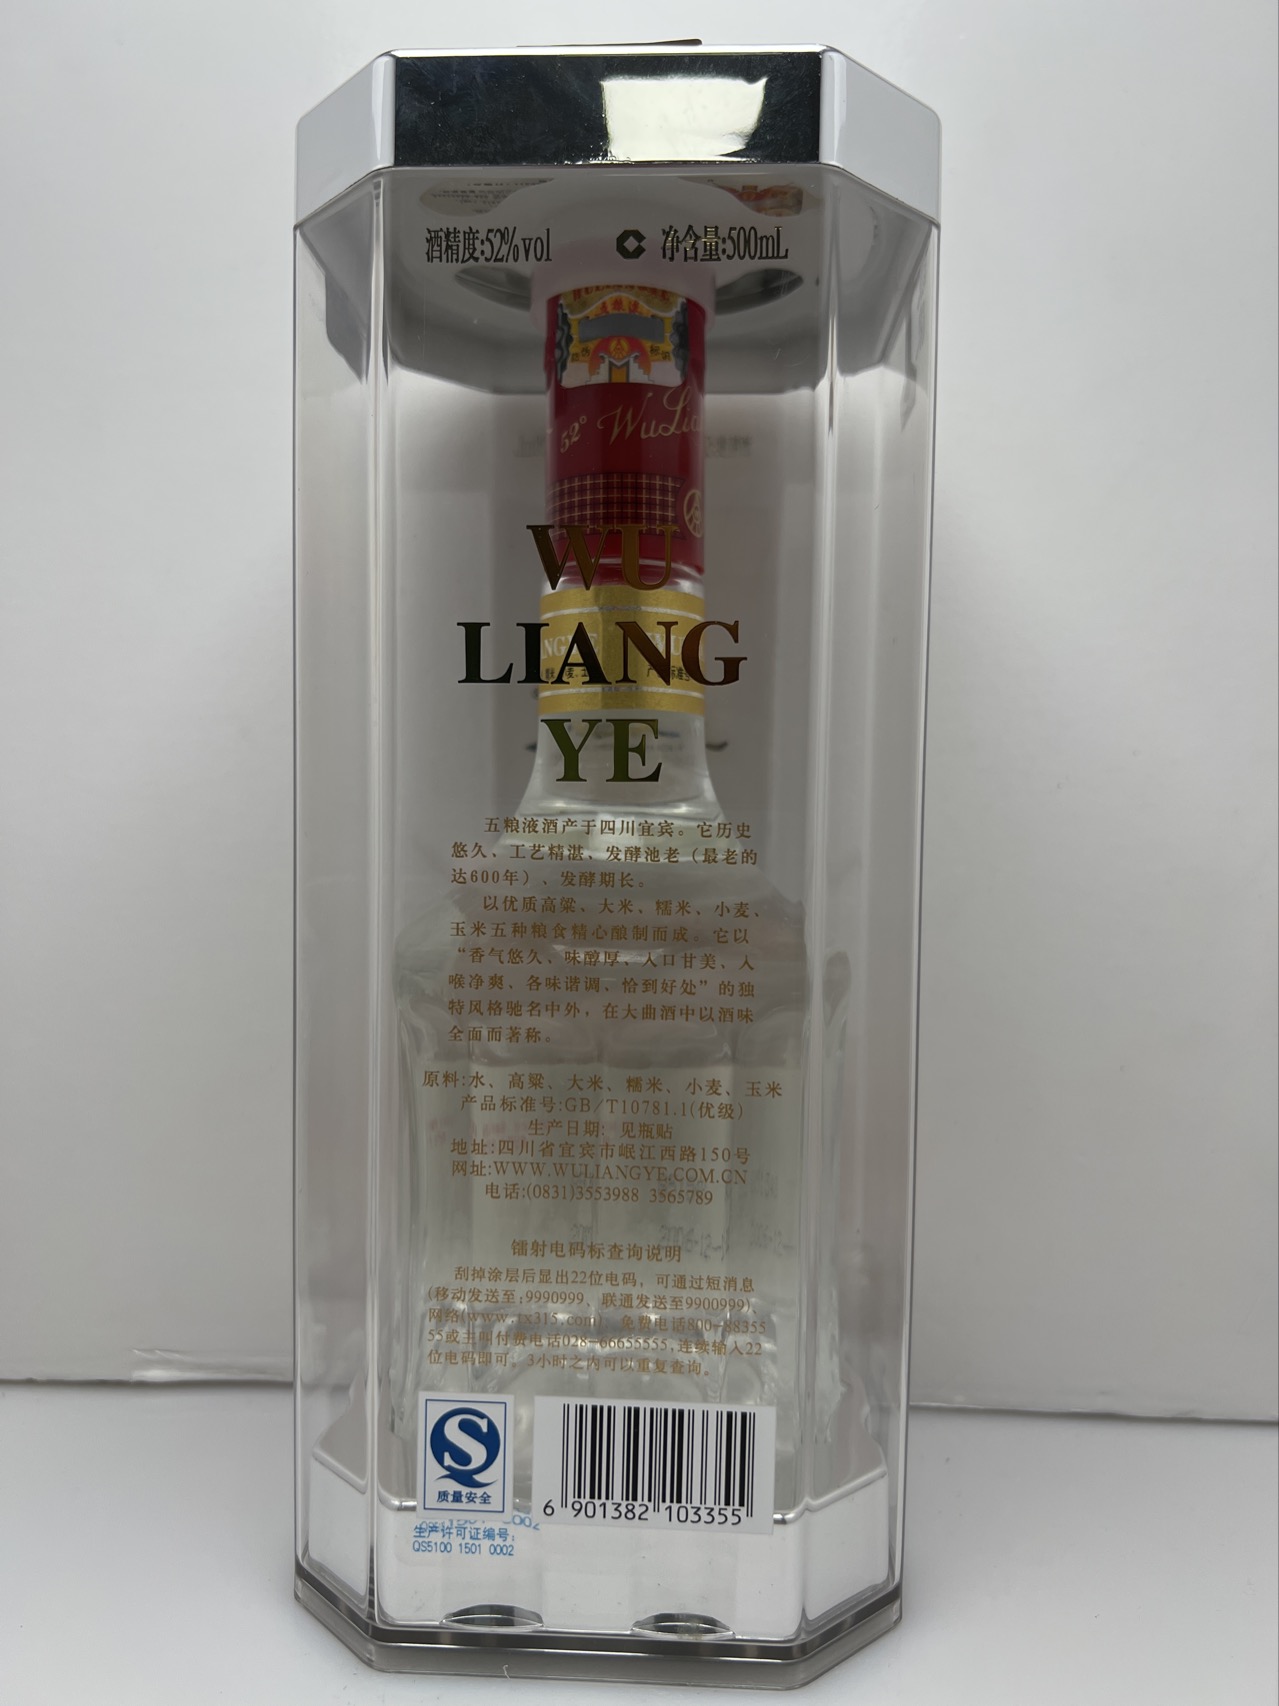 酒精度:52%vol 净含量:500mL
五粮液
52° WuLia
WU
LIANG
YE
五粮液酒产于四川宜宾。它历史
悠久、工艺精湛、发酵池老（最老的
达600年）、发酵期长。
以优质高粱、大米、糯米、小麦、
玉米五种粮食精心酿制而成。它以
“香气悠久、味醇厚、入口甘美、入
喉净爽、各味谐调、恰到好处”的独
特风格驰名中外，在大曲酒中以酒味
全面而著称。
原料:水、高粱、大米、糯米、小麦、玉米
产品标准号:GB/T10781.1(优级)
生产日期: 见瓶贴
地址:四川省宜宾市岷江西路150号
网址:WWW.WULIANGYE.COM.CN
电话:(0831)3553988 3565789
镭射电码标查询说明
刮掉涂层后显出22位电码，可通过短消息
(移动发送至:9990999、联通发送至9900999)、
网络(www.tx315.com)、免费电话800-88355
55或主叫付费电话028-66655555,连续输入22
位电码即可。3小时之内可以重复查询。
质量安全
6 901382 103355
生产许可证编号:
QS5100 1501 0002